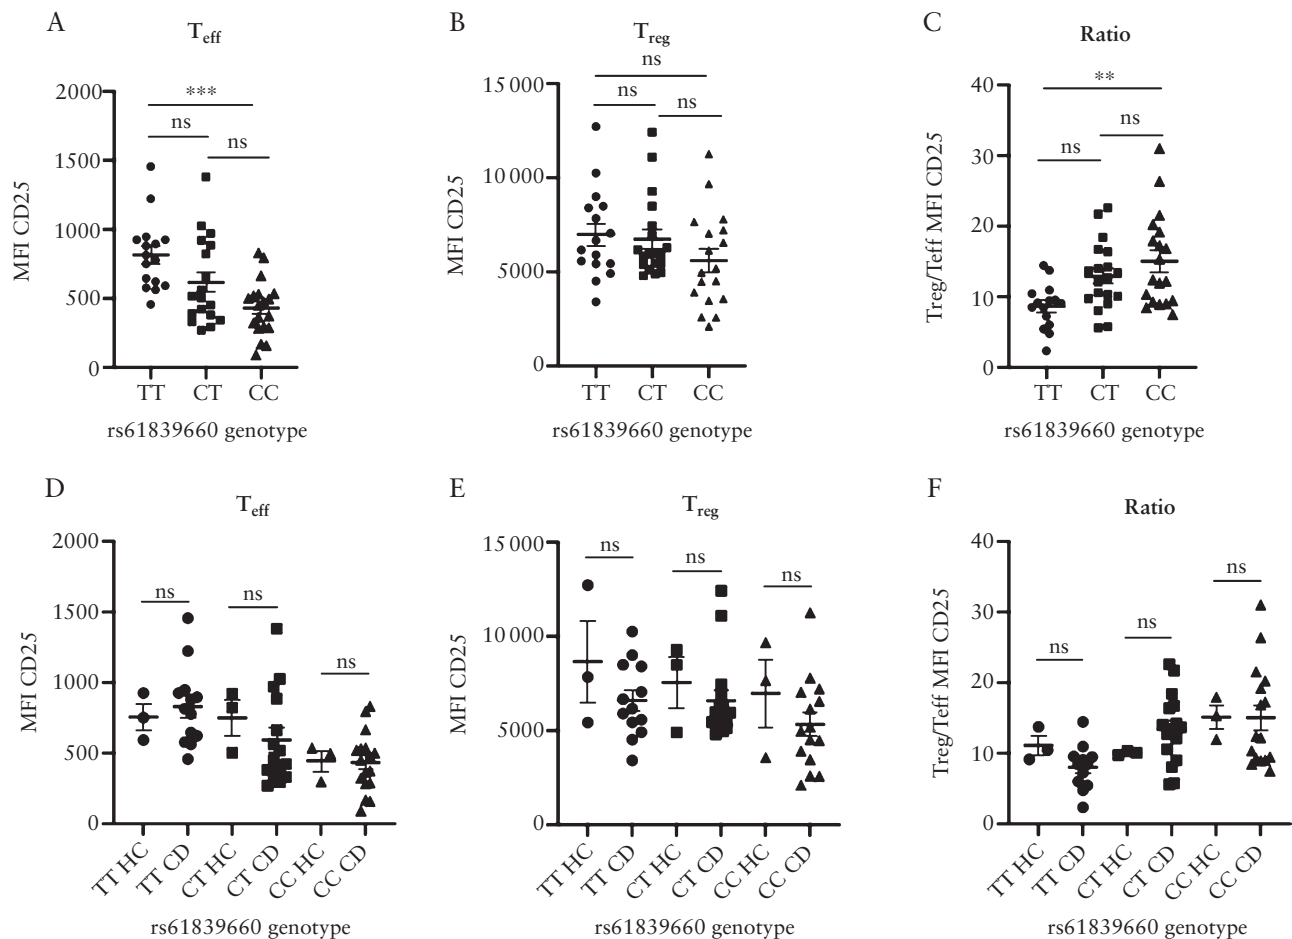 A
T_eff
MFI CD25
2000
1500
1000
500
0
***
ns
ns
TT CT CC
rs61839660 genotype
B
T_reg
MFI CD25
15 000
10 000
5000
0
ns
ns
ns
TT CT CC
rs61839660 genotype
C
Ratio
Treg/Teff MFI CD25
40
30
20
10
0
**
ns
ns
TT CT CC
rs61839660 genotype
D
T_eff
MFI CD25
2000
1500
1000
500
0
ns
ns
ns
TT HC
TT CD
CT HC
CT CD
CC HC
CC CD
rs61839660 genotype
E
T_reg
MFI CD25
15 000
10 000
5000
0
ns
ns
ns
TT HC
TT CD
CT HC
CT CD
CC HC
CC CD
rs61839660 genotype
F
Ratio
Treg/Teff MFI CD25
40
30
20
10
0
ns
ns
ns
TT HC
TT CD
CT HC
CT CD
CC HC
CC CD
rs61839660 genotype